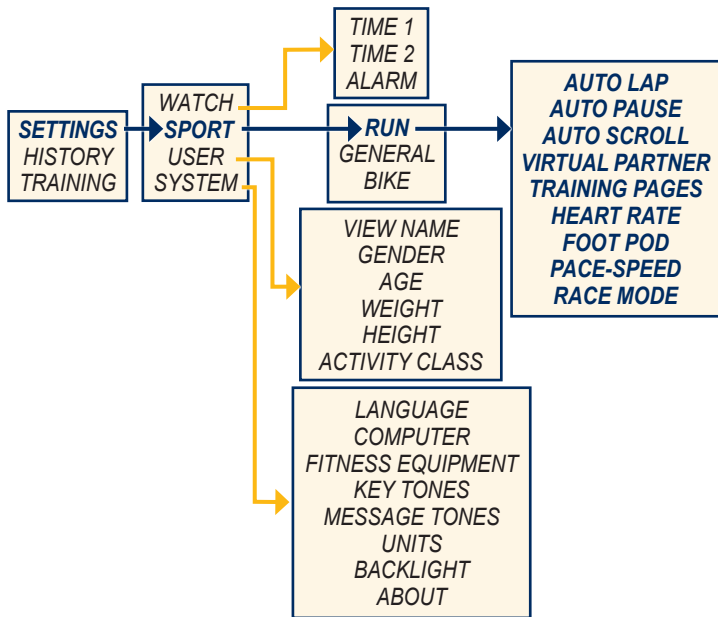 SETTINGS
HISTORY
TRAINING
WATCH
SPORT
USER
SYSTEM
TIME 1
TIME 2
ALARM
RUN
GENERAL
BIKE
VIEW NAME
GENDER
AGE
WEIGHT
HEIGHT
ACTIVITY CLASS
LANGUAGE
COMPUTER
FITNESS EQUIPMENT
KEY TONES
MESSAGE TONES
UNITS
BACKLIGHT
ABOUT
AUTO LAP
AUTO PAUSE
AUTO SCROLL
VIRTUAL PARTNER
TRAINING PAGES
HEART RATE
FOOT POD
PACE-SPEED
RACE MODE